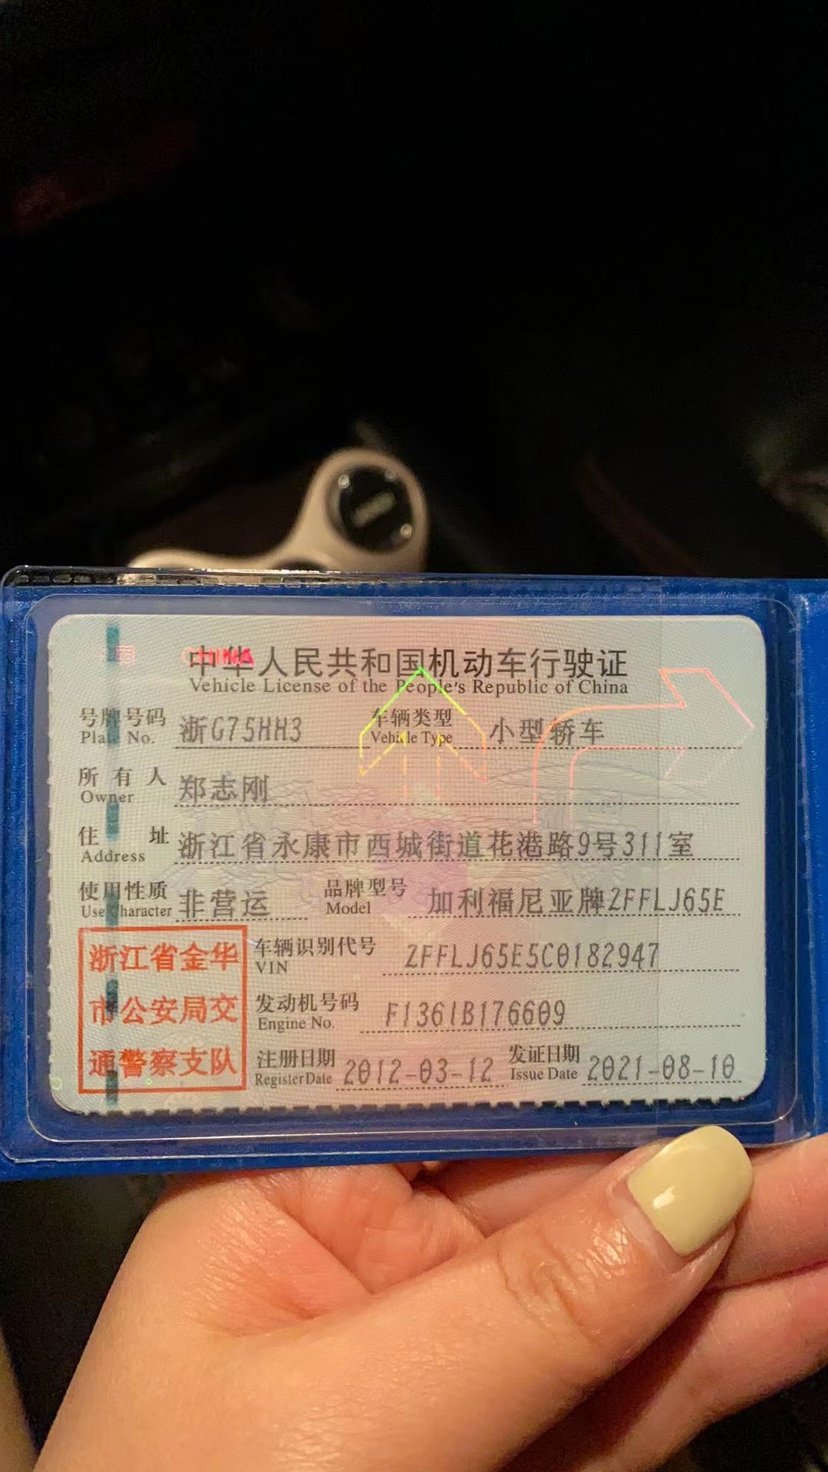 中华人民共和国机动车行驶证
Vehicle License of the People's Republic of China
号牌号码 浙G75HH3 车辆类型 小型轿车
Plate No. Vehicle Type
所有人 郑志刚
Owner
住址 浙江省永康市西城街道花港路9号311室
Address
使用性质 非营运 品牌型号 加利福尼亚牌ZFFLJ65E
Use Character Model
浙江省金华
市公安局交
通警察支队
车辆识别代号 ZFFLJ65E5C0182947
VIN
发动机号码 F136IB176609
Engine No.
注册日期 2012-03-12 发证日期 2021-08-10
Register Date Issue Date